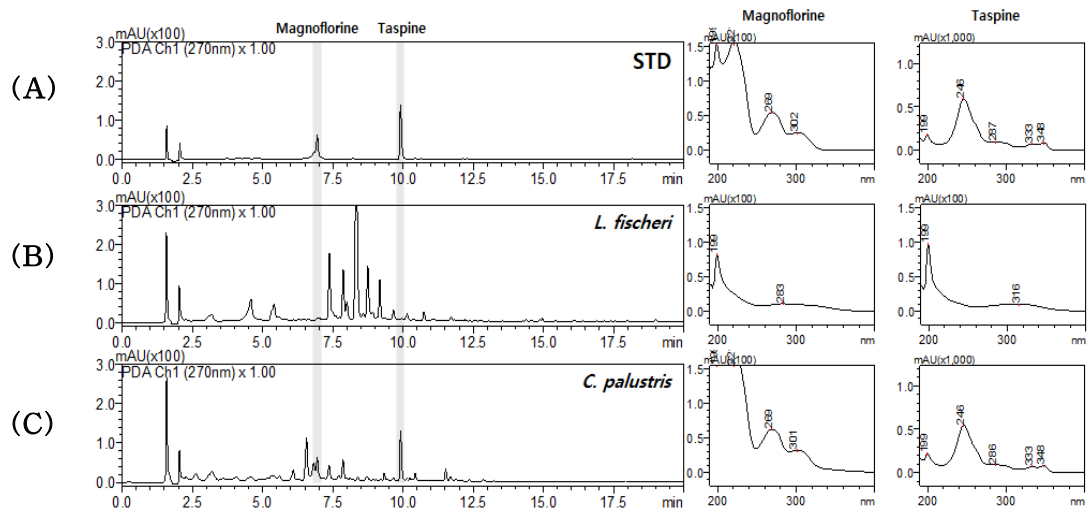 Magnoflorine Taspine Magnoflorine Taspine
(A)
mAU(x100)
PDA Ch1 (270nm) x 1.00
STD
3.0
2.0
1.0
0.0
0.0 2.5 5.0 7.5 10.0 12.5 15.0 17.5 min
mAU(x100)
1.5
1.0
0.5
0.0
269
302
200 300 nm
mAU(x1,000)
1.0
0.5
0.0
199
246
287
333
348
200 300 nm
(B)
mAU(x100)
PDA Ch1 (270nm) x 1.00
L. fischeri
3.0
2.0
1.0
0.0
0.0 2.5 5.0 7.5 10.0 12.5 15.0 17.5 min
mAU(x100)
1.5
1.0
0.5
0.0
199
283
200 300 nm
mAU(x100)
1.5
1.0
0.5
0.0
199
316
200 300 nm
(C)
mAU(x100)
PDA Ch1 (270nm) x 1.00
C. palustris
3.0
2.0
1.0
0.0
0.0 2.5 5.0 7.5 10.0 12.5 15.0 17.5 min
mAU(x100)
1.5
1.0
0.5
0.0
269
301
200 300 nm
mAU(x1,000)
1.0
0.5
0.0
199
246
286
333
348
200 300 nm